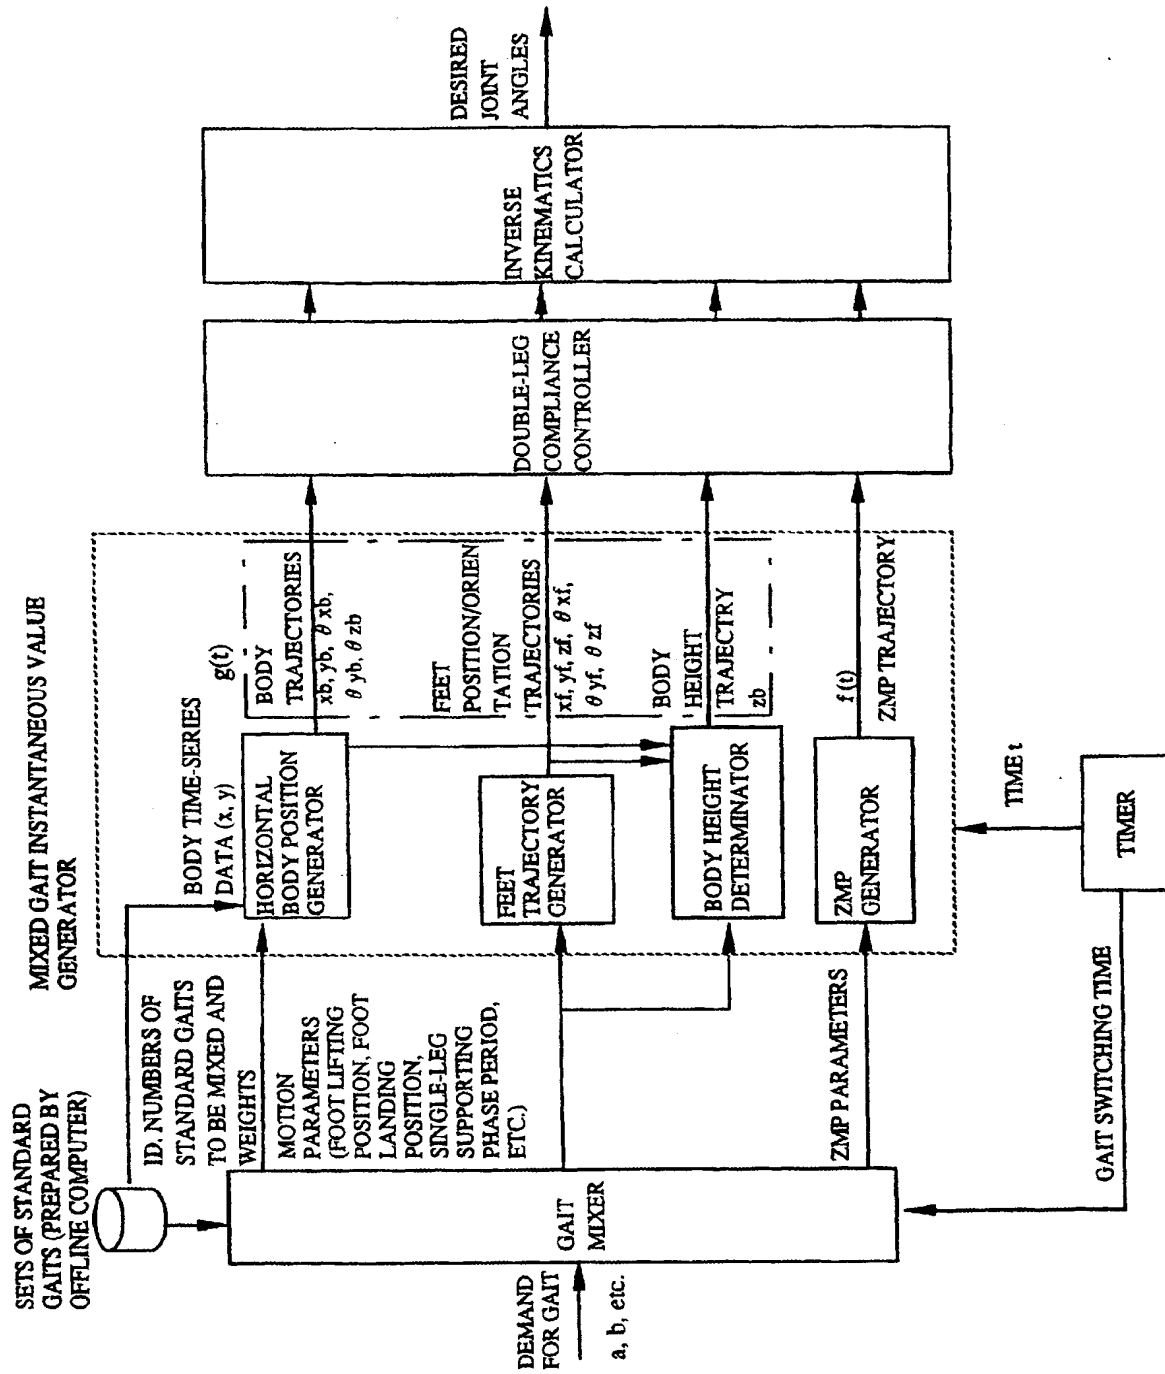 SETS OF STANDARD
GAITS (PREPARED BY
OFFLINE COMPUTER)
MIXED GAIT INSTANTANEOUS VALUE
GENERATOR
ID. NUMBERS OF
STANDARD GAITS
TO BE MIXED AND
WEIGHTS
BODY TIME-SERIES
DATA (x, y)
g(t)
HORIZONTAL
BODY POSITION
GENERATOR
BODY
TRAJECTORIES
xb, yb, θ xb,
θ yb, θ zb
MOTION
PARAMETERS
(FOOT LIFTING
POSITION, FOOT
LANDING
POSITION,
SINGLE-LEG
SUPPORTING
PHASE PERIOD,
ETC.)
FEET
TRAJECTORY
GENERATOR
FEET
POSITION/ORIEN
TATION
TRAJECTORIES
xf, yf, zf, θ xf,
θ yf, θ zf
DEMAND
FOR GAIT
a, b, etc.
GAIT
MIXER
BODY HEIGHT
DETERMINATOR
BODY
HEIGHT
TRAJECTRY
zb
DOUBLE-LEG
COMPLIANCE
CONTROLLER
INVERSE
KINEMATICS
CALCULATOR
DESIRED
JOINT
ANGLES
ZMP PARAMETERS
ZMP
GENERATOR
f (t)
ZMP TRAJECTORY
TIME t
GAIT SWITCHING TIME
TIMER